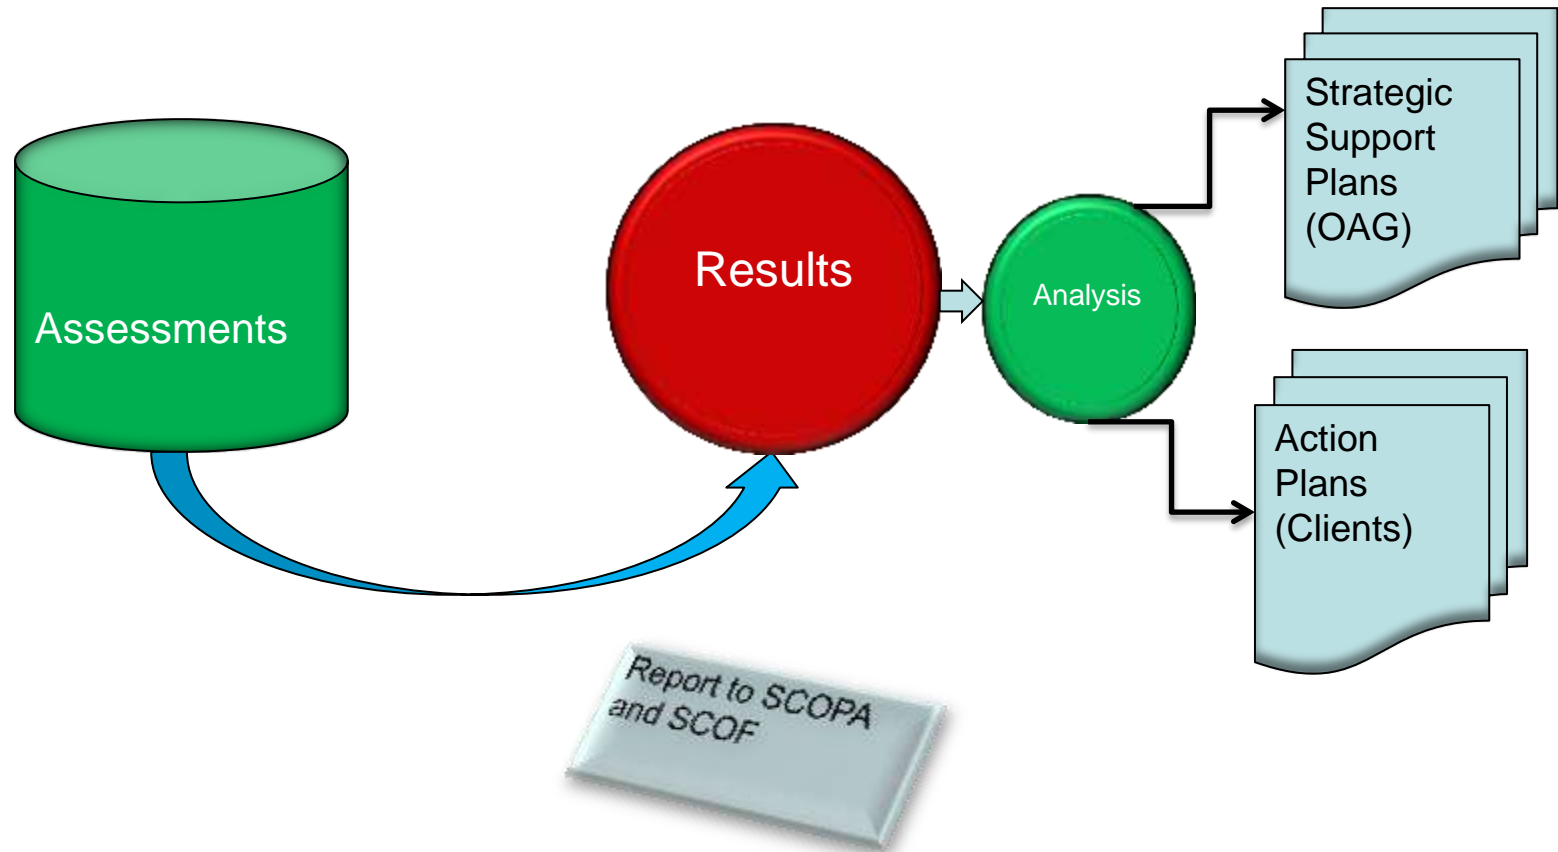 Assessments
Results
Analysis
Strategic
Support
Plans
(OAG)
Action
Plans
(Clients)
Report to SCOPA
and SCOF